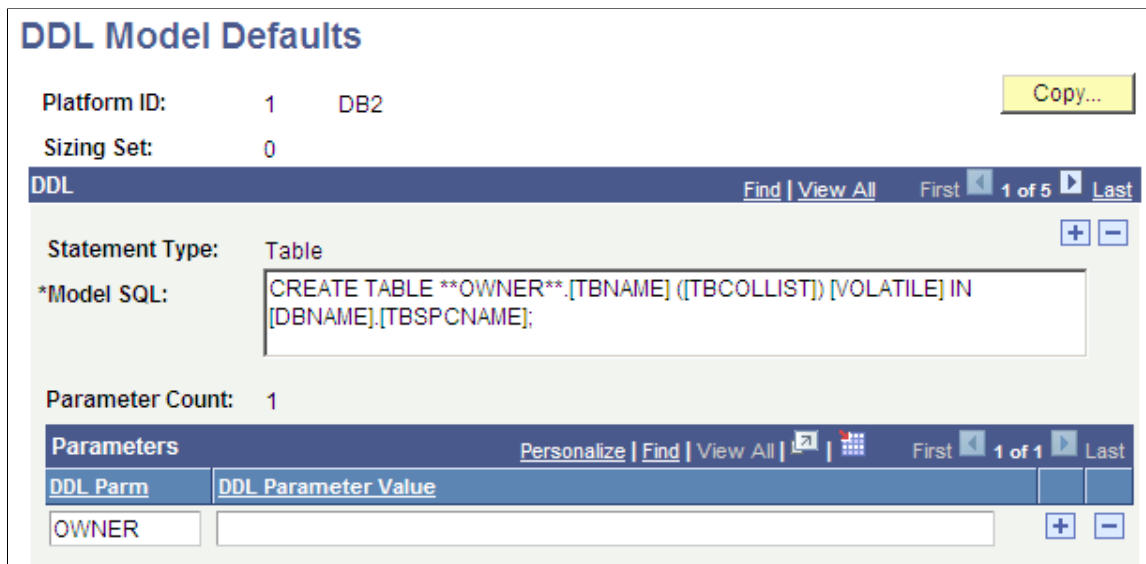 DDL Model Defaults
Platform ID: 1 DB2 Copy...
Sizing Set: 0
DDL Find | View All First 1 of 5 Last
Statement Type: Table
*Model SQL: CREATE TABLE **OWNER**.[TBNAME] ([TBCOLLIST]) [VOLATILE] IN
[DBNAME].[TBSPCNAME];
Parameter Count: 1
Parameters Personalize | Find | View All | | First 1 of 1 Last
DDL Parm DDL Parameter Value
OWNER